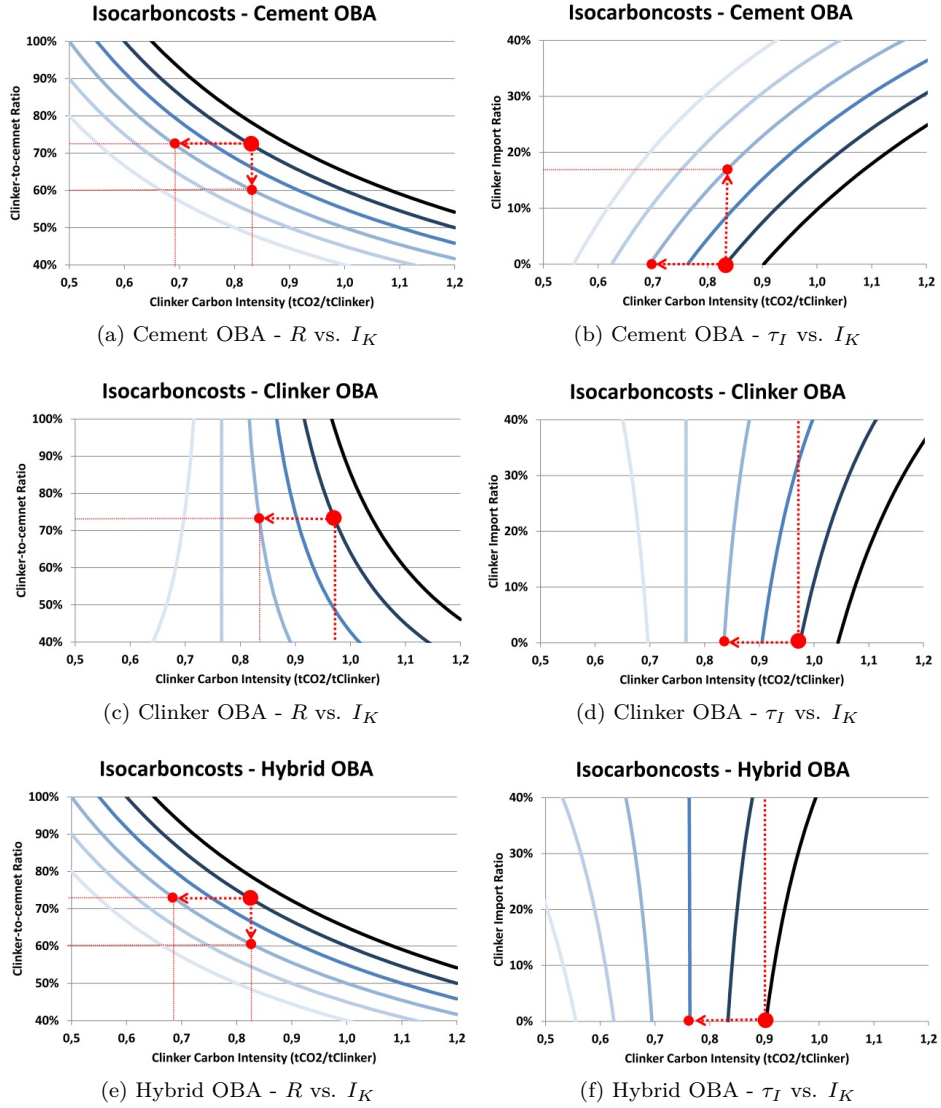 Isocarboncosts - Cement OBA
100%
90%
80%
70%
60%
50%
40%
Clinker-to-cemnet Ratio
0,5 0,6 0,7 0,8 0,9 1,0 1,1 1,2
Clinker Carbon Intensity (tCO2/tClinker)
(a) Cement OBA - R vs. I_K
Isocarboncosts - Cement OBA
40%
30%
20%
10%
0%
Clinker Import Ratio
0,5 0,6 0,7 0,8 0,9 1,0 1,1 1,2
Clinker Carbon Intensity (tCO2/tClinker)
(b) Cement OBA - τ_I vs. I_K
Isocarboncosts - Clinker OBA
100%
90%
80%
70%
60%
50%
40%
Clinker-to-cemnet Ratio
0,5 0,6 0,7 0,8 0,9 1,0 1,1 1,2
Clinker Carbon Intensity (tCO2/tClinker)
(c) Clinker OBA - R vs. I_K
Isocarboncosts - Clinker OBA
40%
30%
20%
10%
0%
Clinker Import Ratio
0,5 0,6 0,7 0,8 0,9 1,0 1,1 1,2
Clinker Carbon Intensity (tCO2/tClinker)
(d) Clinker OBA - τ_I vs. I_K
Isocarboncosts - Hybrid OBA
100%
90%
80%
70%
60%
50%
40%
Clinker-to-cemnet Ratio
0,5 0,6 0,7 0,8 0,9 1,0 1,1 1,2
Clinker Carbon Intensity (tCO2/tClinker)
(e) Hybrid OBA - R vs. I_K
Isocarboncosts - Hybrid OBA
40%
30%
20%
10%
0%
Clinker Import Ratio
0,5 0,6 0,7 0,8 0,9 1,0 1,1 1,2
Clinker Carbon Intensity (tCO2/tClinker)
(f) Hybrid OBA - τ_I vs. I_K